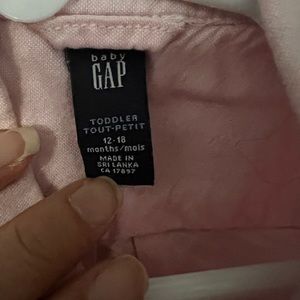 baby
GAP
TODDLER
TOUT-PETIT
12-18
months/mois
MADE IN
SRI LANKA
CA 17897